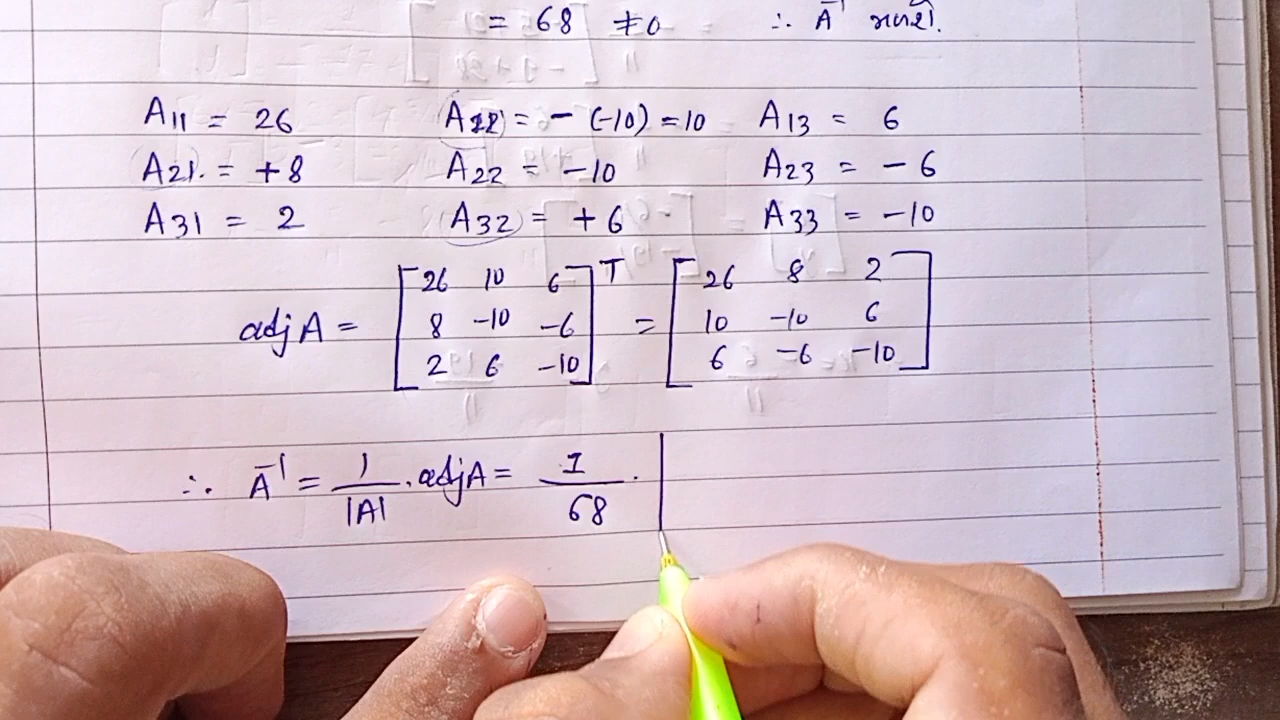 = 68 ≠ 0 ∴ A⁻¹ મળશે.
A11 = 26 A12 = - (-10) = 10 A13 = 6
A21 = +8 A22 = -10 A23 = - 6
A31 = 2 A32 = + 6 A33 = -10
adj A = [26 10 6; 8 -10 -6; 2 6 -10]ᵀ = [26 8 2; 10 -10 6; 6 -6 -10]
∴ A⁻¹ = 1/|A| . adj A = 1/68 .